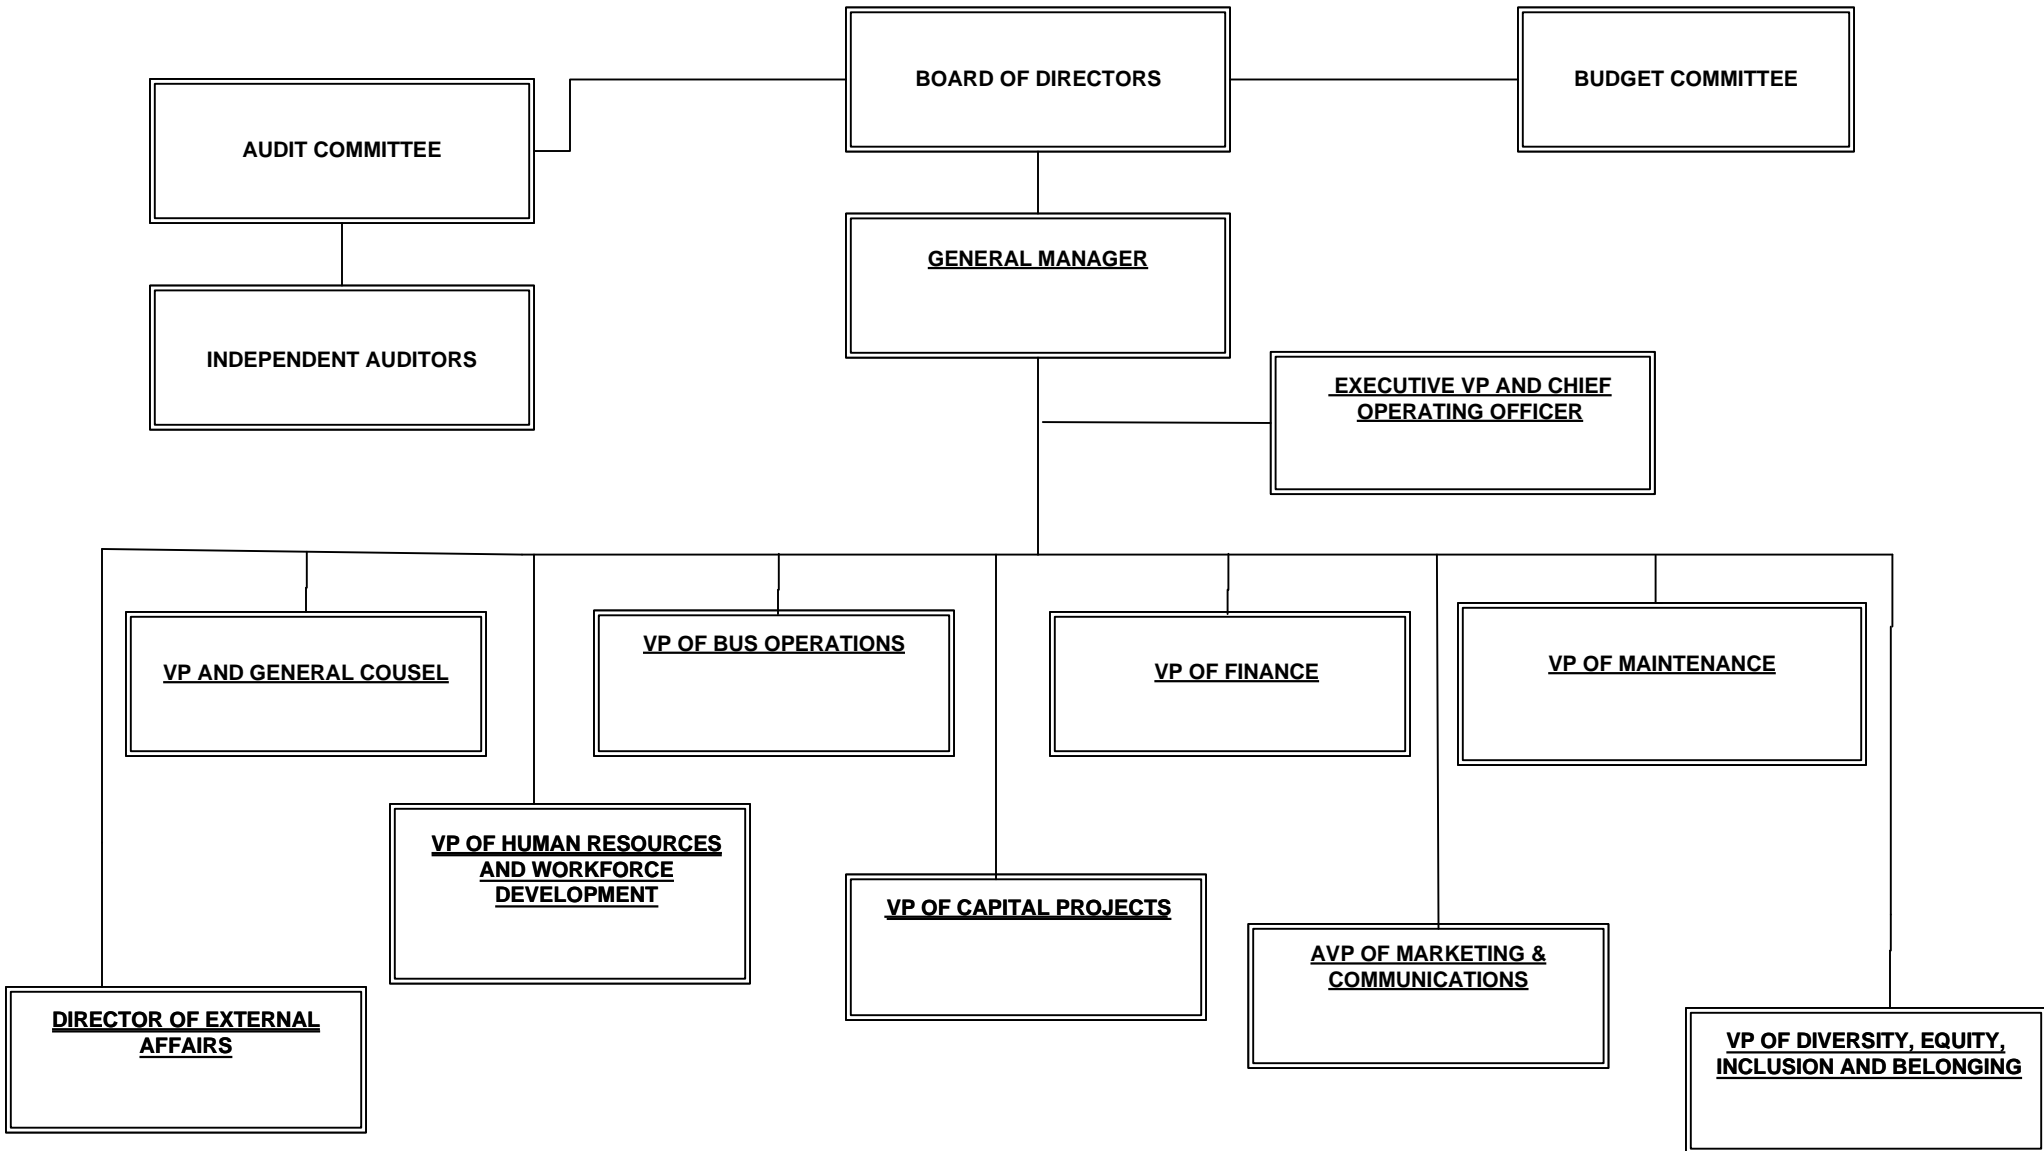 BOARD OF DIRECTORS
BUDGET COMMITTEE
AUDIT COMMITTEE
GENERAL MANAGER
INDEPENDENT AUDITORS
EXECUTIVE VP AND CHIEF
OPERATING OFFICER
VP AND GENERAL COUSEL
VP OF BUS OPERATIONS
VP OF FINANCE
VP OF MAINTENANCE
VP OF HUMAN RESOURCES
AND WORKFORCE
DEVELOPMENT
VP OF CAPITAL PROJECTS
AVP OF MARKETING &
COMMUNICATIONS
DIRECTOR OF EXTERNAL
AFFAIRS
VP OF DIVERSITY, EQUITY,
INCLUSION AND BELONGING